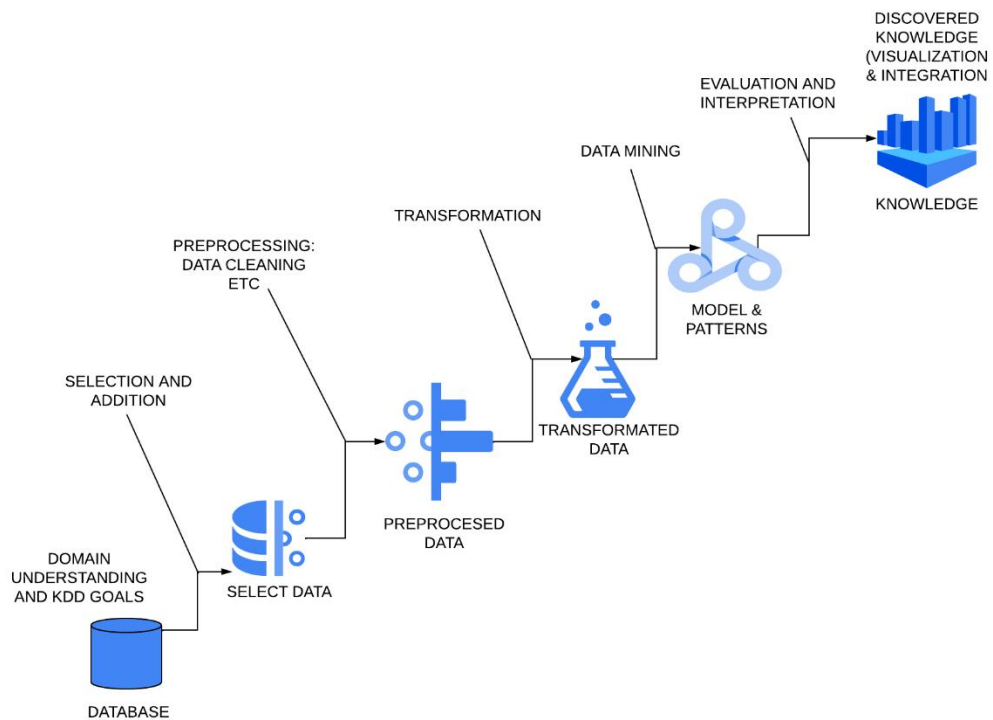 DISCOVERED
KNOWLEDGE
(VISUALIZATION
& INTEGRATION
EVALUATION AND
INTERPRETATION
DATA MINING
KNOWLEDGE
TRANSFORMATION
PREPROCESSING:
DATA CLEANING
ETC
MODEL &
PATTERNS
SELECTION AND
ADDITION
TRANSFORMATED
DATA
PREPROCESED
DATA
DOMAIN
UNDERSTANDING
AND KDD GOALS
SELECT DATA
DATABASE